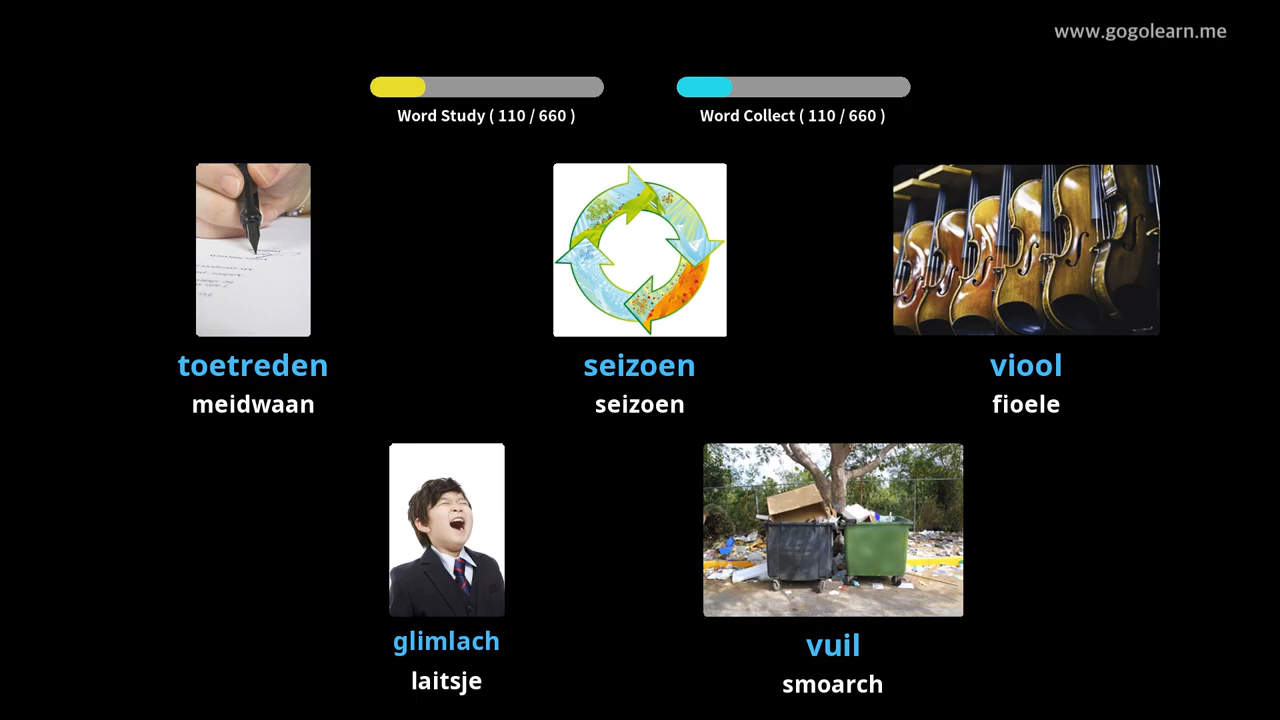 www.gogolearn.me
Word Study ( 110 / 660 )
Word Collect ( 110 / 660 )
toetreden
meidwaan
seizoen
seizoen
viool
fioele
glimlach
laitsje
vuil
smoarch